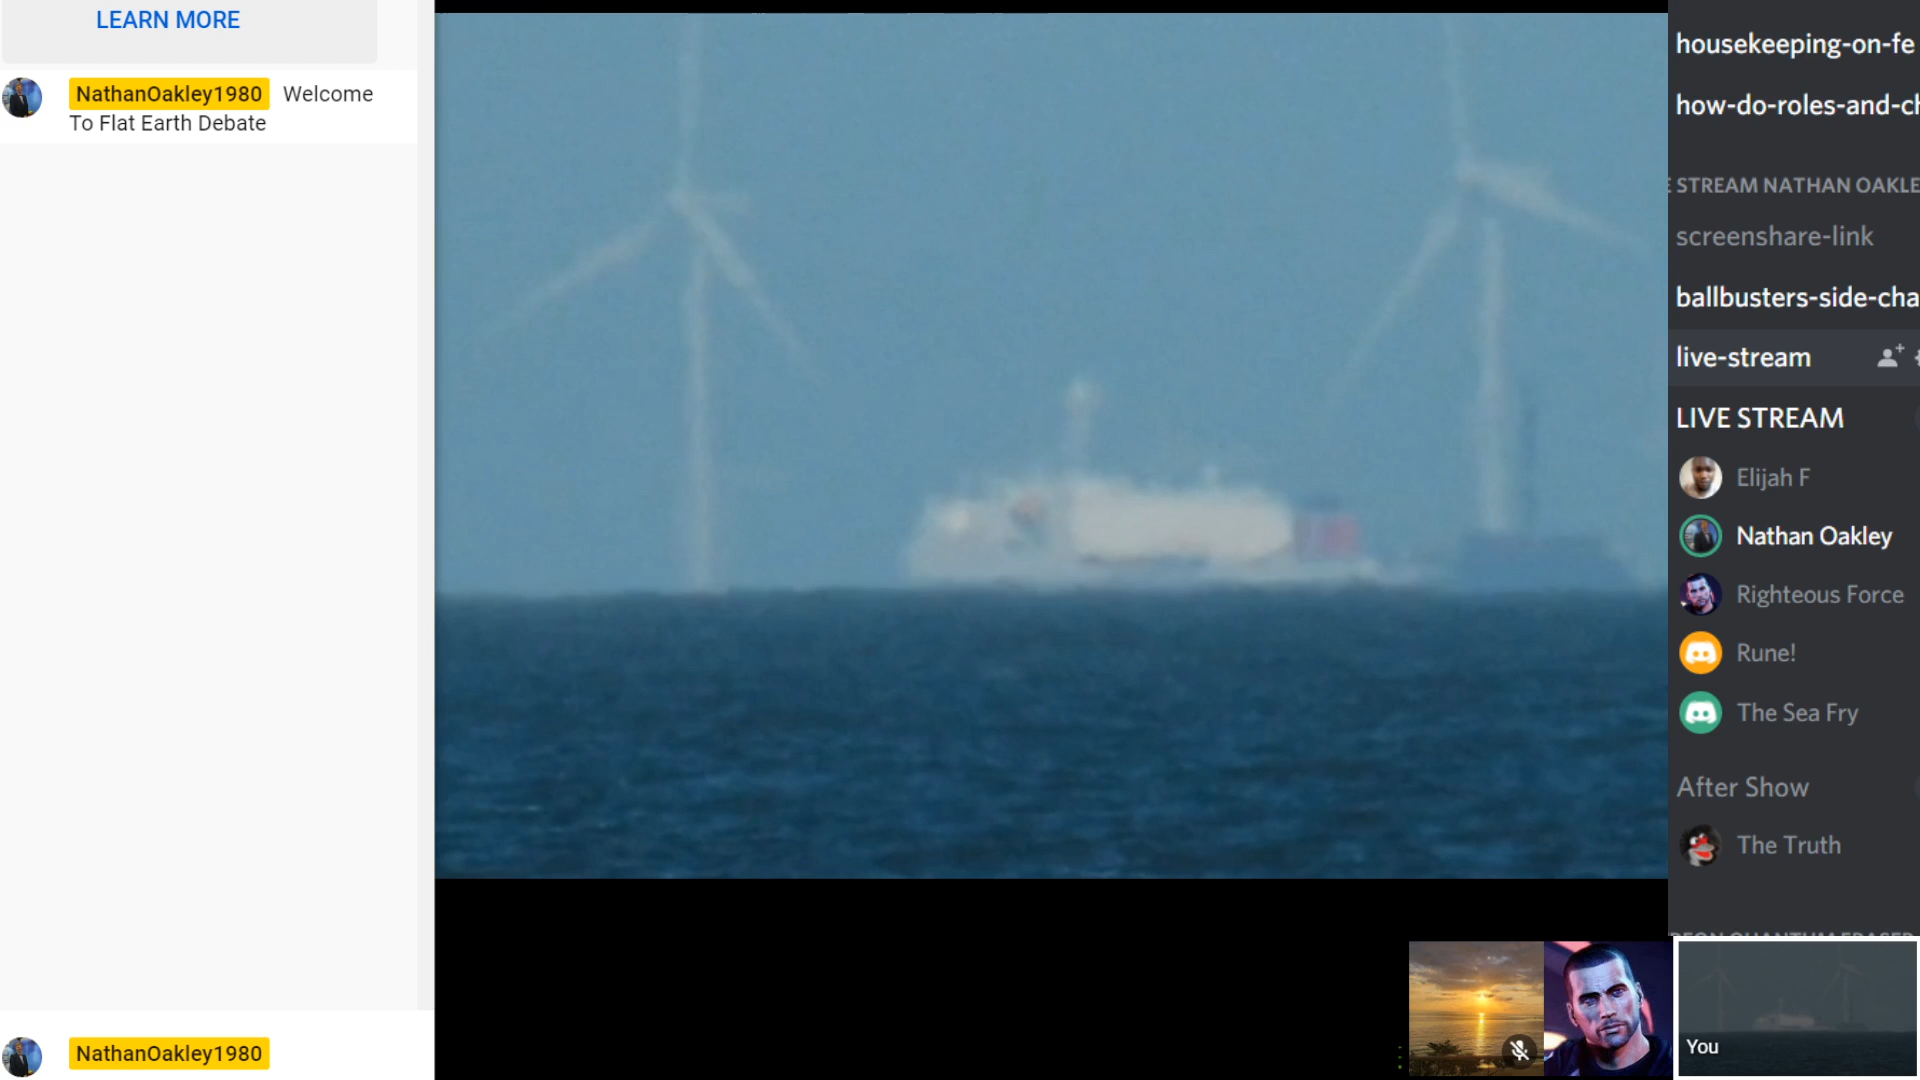 LEARN MORE
NathanOakley1980 Welcome
To Flat Earth Debate
NathanOakley1980
housekeeping-on-fe
how-do-roles-and-ch
E STREAM NATHAN OAKLE
screenshare-link
ballbusters-side-cha
live-stream
LIVE STREAM
Elijah F
Nathan Oakley
Righteous Force
Rune!
The Sea Fry
After Show
The Truth
You